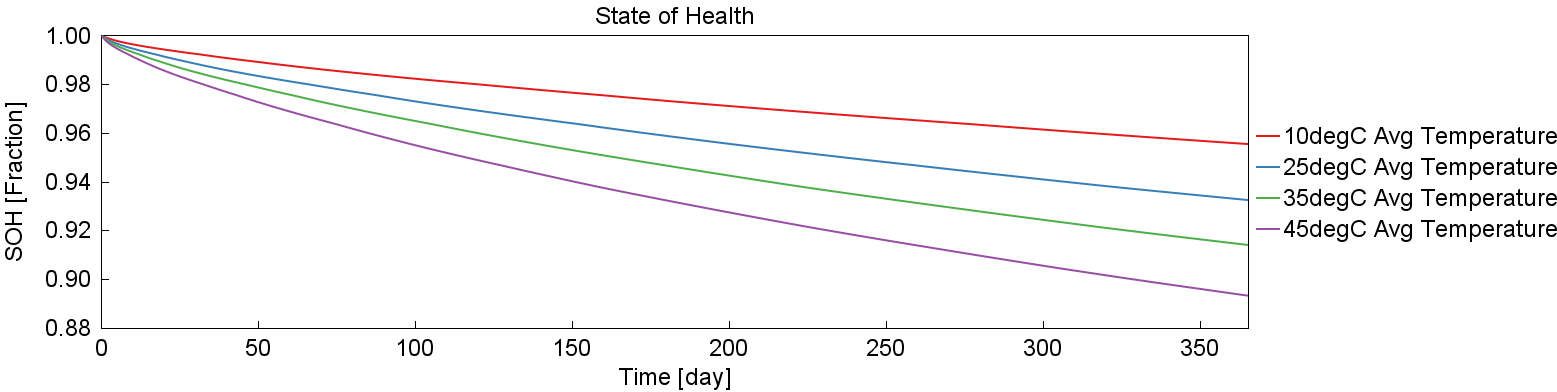 State of Health
1.00
0.98
0.96
0.94
0.92
0.90
0.88
SOH [Fraction]
0 50 100 150 200 250 300 350
Time [day]
10degC Avg Temperature
25degC Avg Temperature
35degC Avg Temperature
45degC Avg Temperature